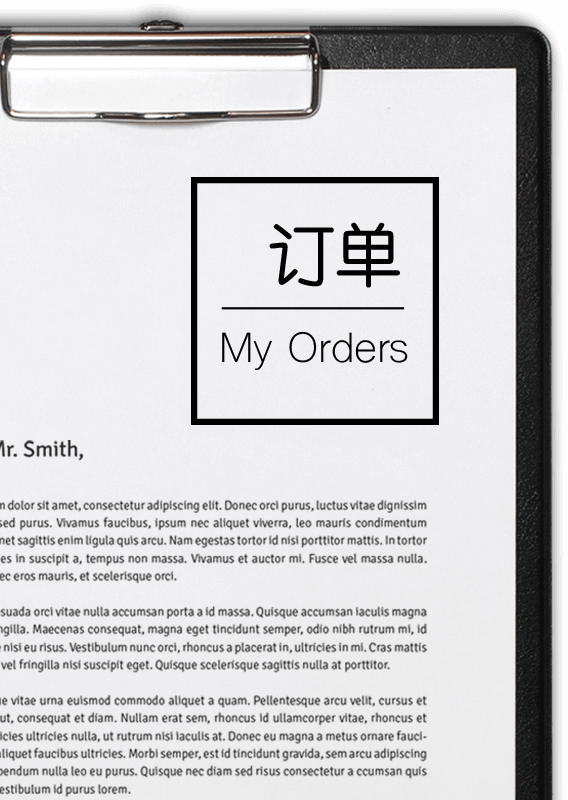 订单
My Orders
Mr. Smith,
dolor sit amet, consectetur adipiscing elit. Donec orci purus, luctus vitae dignissim
sed purus. Vivamus faucibus, ipsum nec aliquet viverra, leo mauris condimentum
net sagittis enim ligula quis arcu. Nam egestas tortor id nisi porttitor mattis. In tortor
es in suscipit a, tempus non massa. Vivamus et auctor mi. Fusce vel massa nulla.
ec eros mauris, et scelerisque orci.
suada orci vitae nulla accumsan porta a id massa. Quisque accumsan iaculis magna
ngilla. Maecenas consequat, magna eget tincidunt semper, odio nibh rutrum mi, id
nisi eu risus. Vestibulum nunc orci, rhoncus a placerat in, ultricies in mi. Cras mattis
vel fringilla nisi suscipit eget. Quisque scelerisque sagittis nulla at porttitor.
e vitae urna euismod commodo aliquet a quam. Pellentesque arcu velit, cursus et
ut, consequat et diam. Nullam erat sem, rhoncus id ullamcorper vitae, rhoncus et
icies ultricies nulla, ut rutrum nisi iaculis at. Donec eu magna a metus ornare fauci-
aliquet faucibus ultricies. Morbi semper, est id tincidunt gravida, sem arcu adipiscing
pendum nulla leo eu purus. Quisque nec diam sed risus consectetur a ccumsan quis
estibulum id purus lorem.